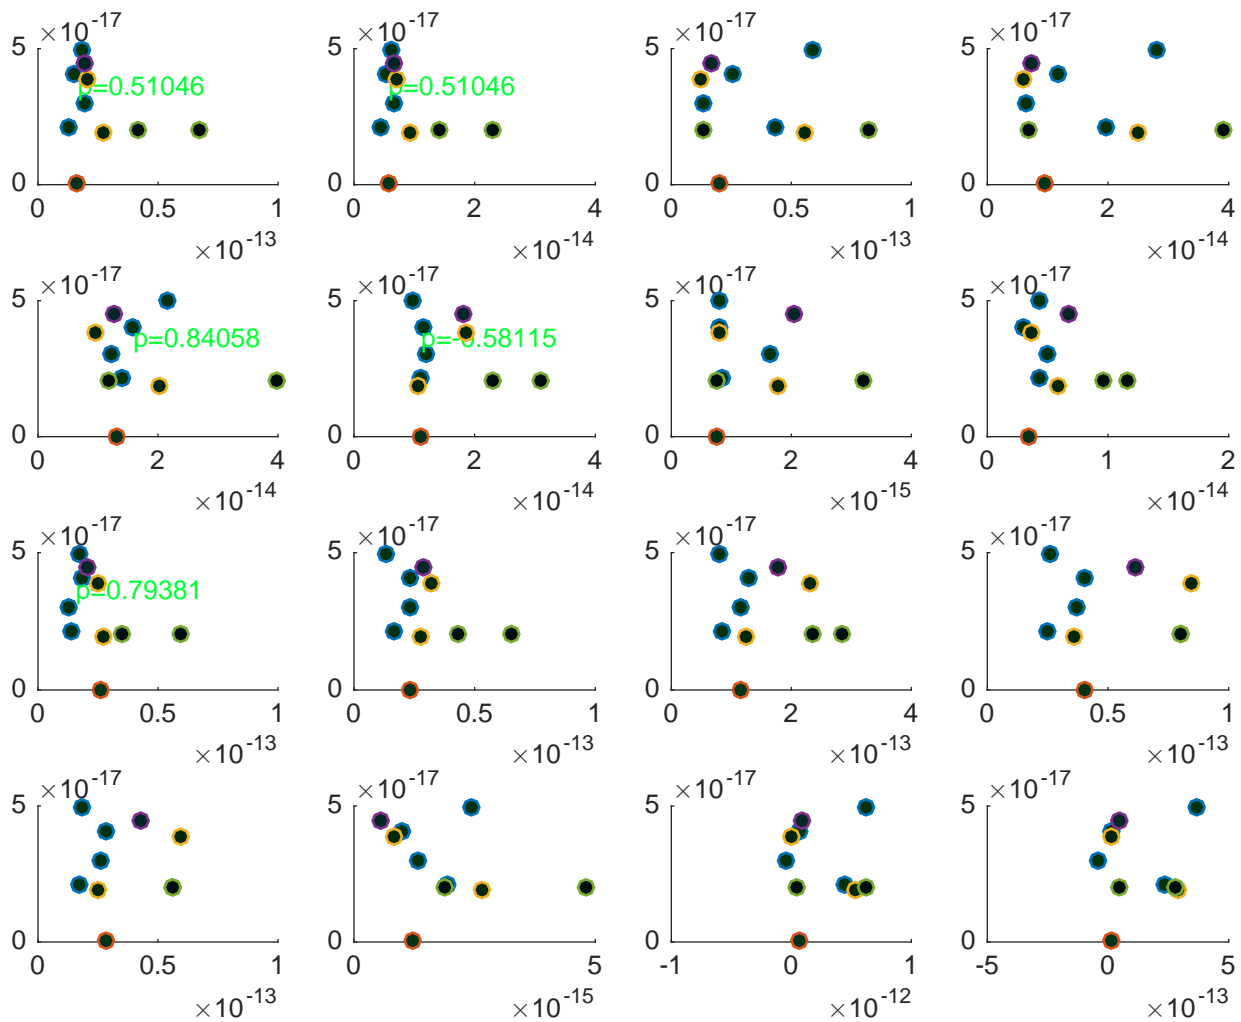 ×10-17 ×10-17 ×10-17 ×10-17
5 5 5 5
p=0.51046 p=0.51046
0 0 0 0
0 0.5 1 0 2 4 0 0.5 1 0 2 4
×10-13 ×10-14 ×10-13 ×10-14
×10-17 ×10-17 ×10-17 ×10-17
5 5 5 5
p=0.84058 p=-0.58115
0 0 0 0
0 2 4 0 2 4 0 2 4 0 1 2
×10-14 ×10-14 ×10-15 ×10-14
×10-17 ×10-17 ×10-17 ×10-17
5 5 5 5
p=0.79381
0 0 0 0
0 0.5 1 0 0.5 1 0 2 4 0 0.5 1
×10-13 ×10-13 ×10-13 ×10-13
×10-17 ×10-17 ×10-17 ×10-17
5 5 5 5
0 0 0 0
0 0.5 1 0 5 -1 0 1 -5 0 5
×10-13 ×10-15 ×10-12 ×10-13